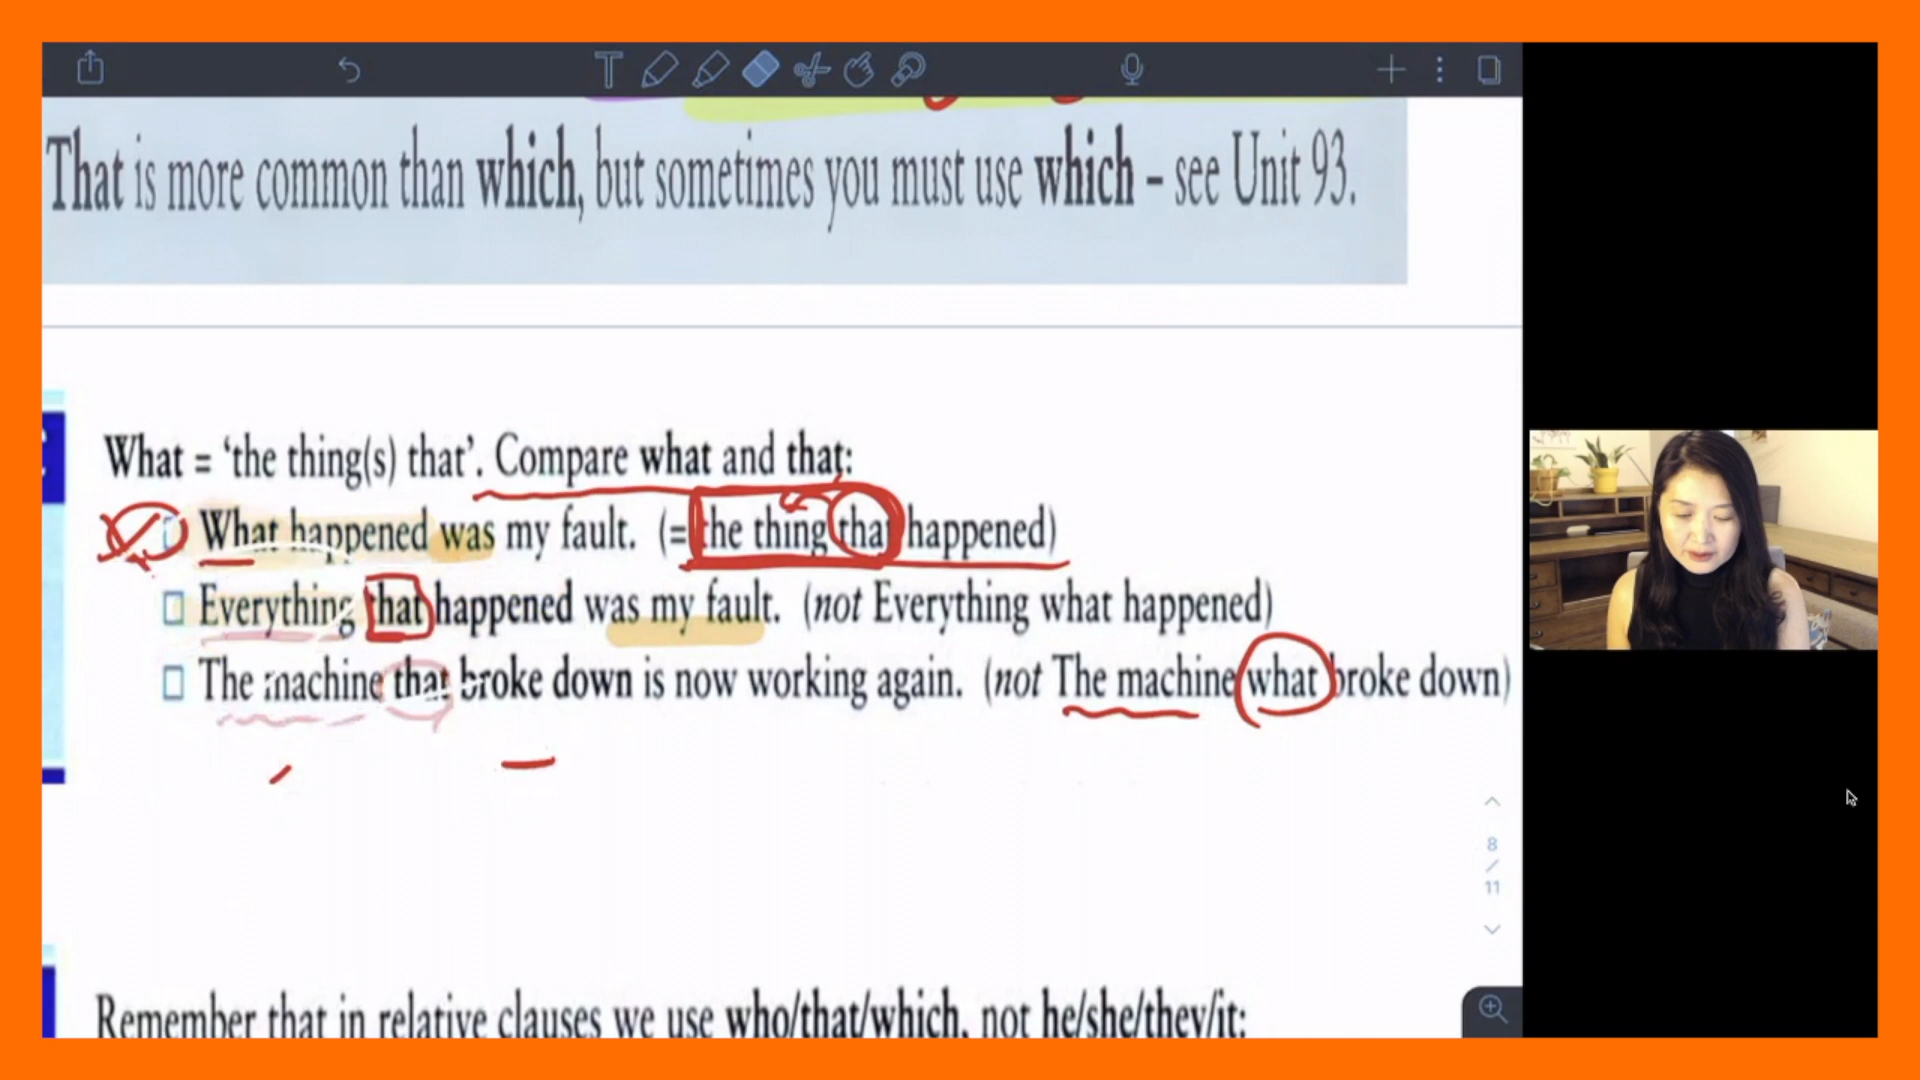 That is more common than which, but sometimes you must use which – see Unit 93.
What = ‘the thing(s) that’. Compare what and that:
What happened was my fault. (= the thing that happened)
Everything that happened was my fault. (not Everything what happened)
The machine that broke down is now working again. (not The machine what broke down)
8
/
11
Remember that in relative clauses we use who/that/which, not he/she/they/it: